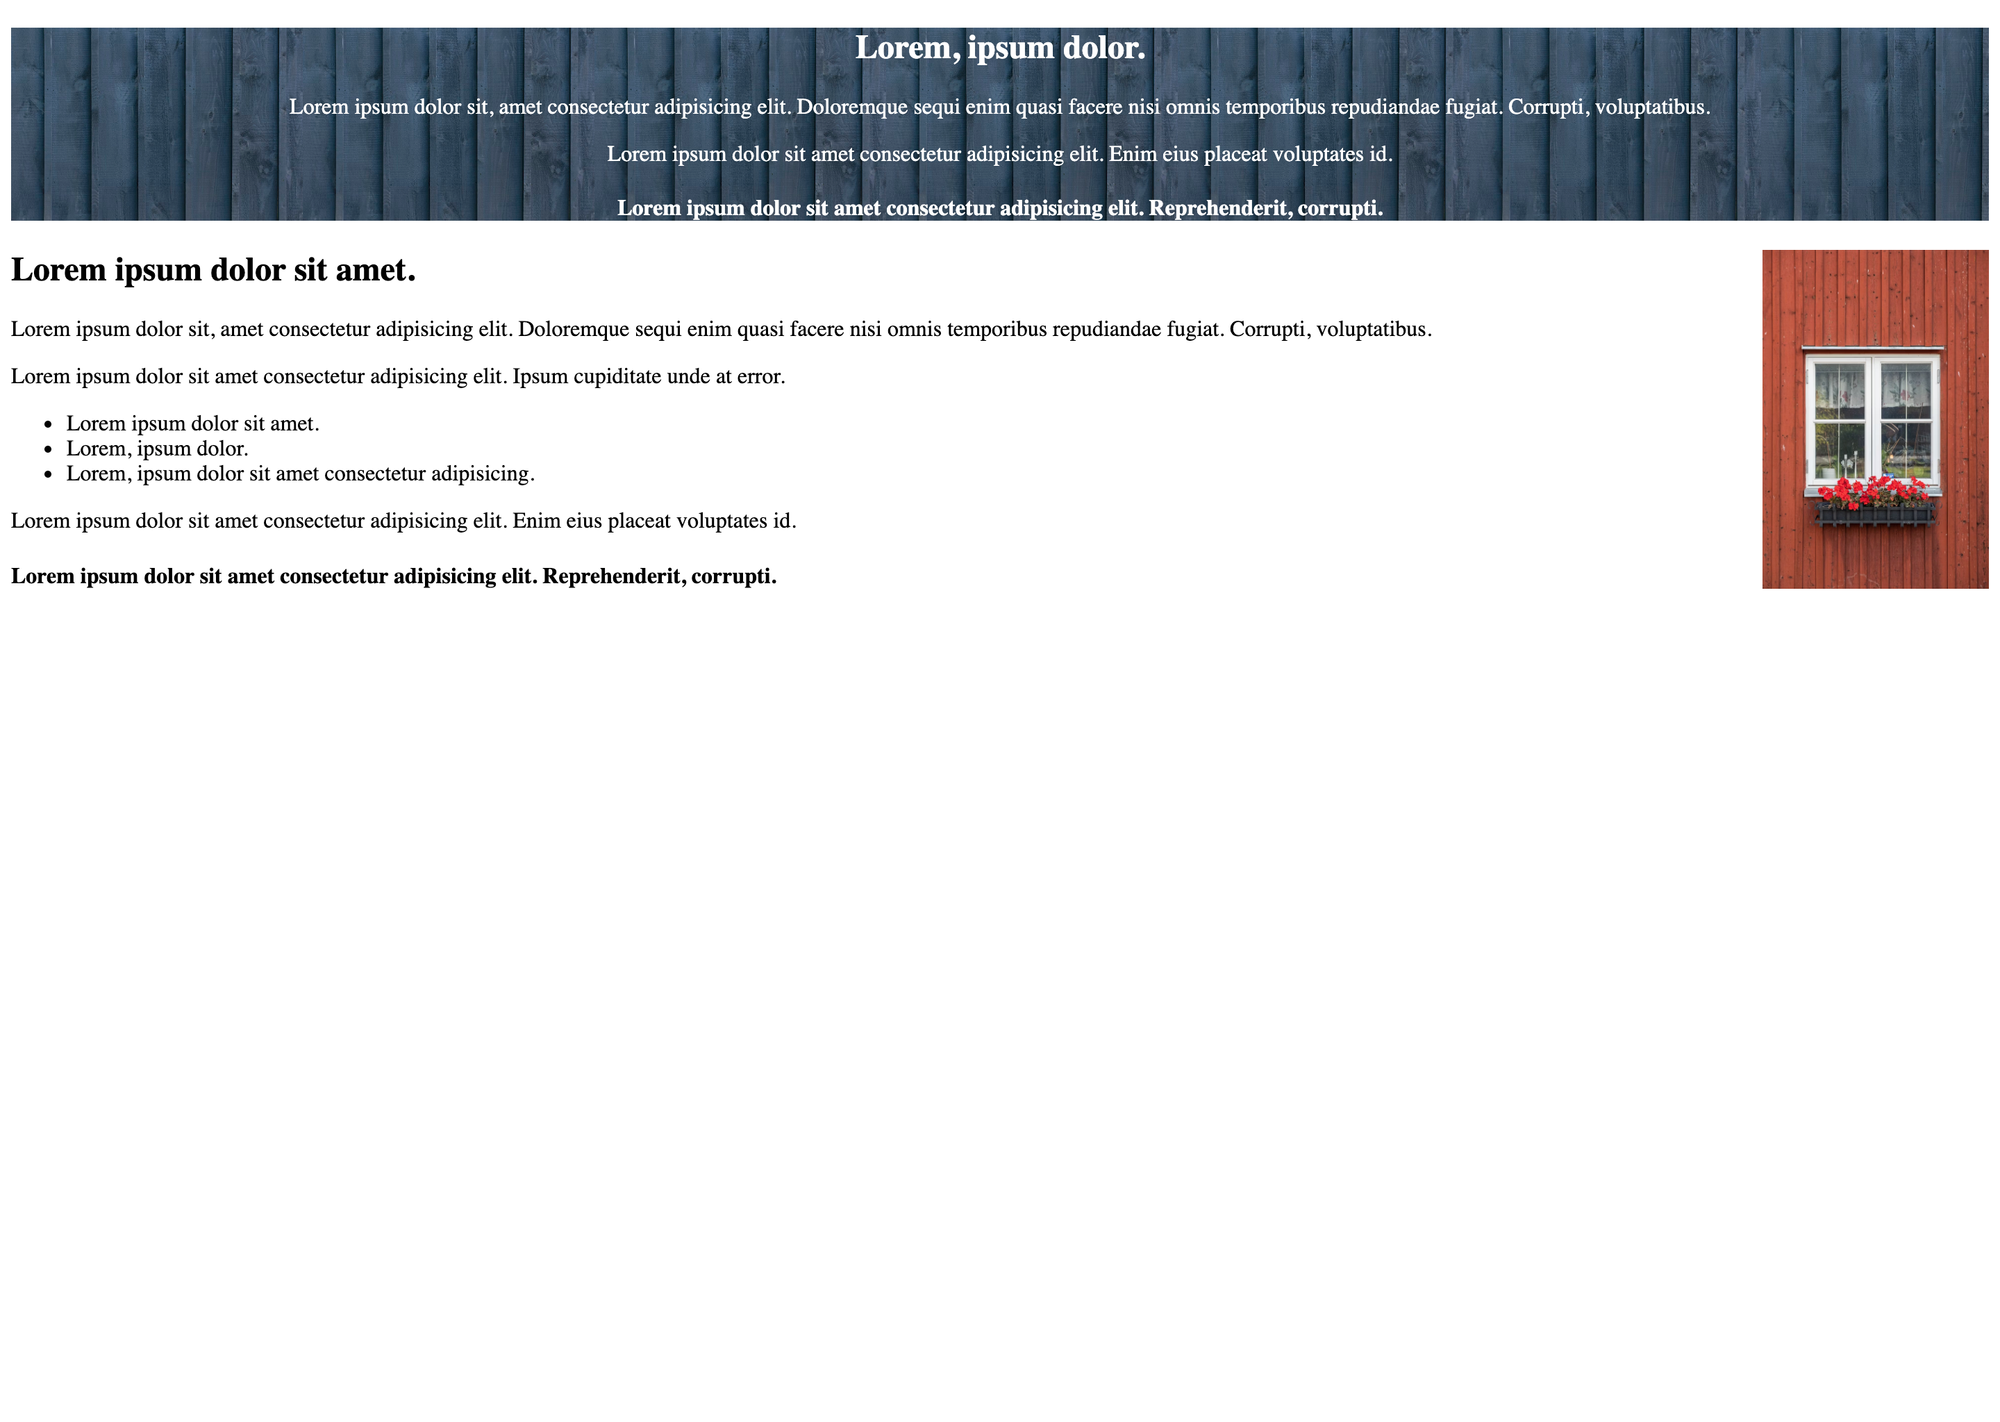 Lorem, ipsum dolor.
Lorem ipsum dolor sit, amet consectetur adipisicing elit. Doloremque sequi enim quasi facere nisi omnis temporibus repudiandae fugiat. Corrupti, voluptatibus.
Lorem ipsum dolor sit amet consectetur adipisicing elit. Enim eius placeat voluptates id.
Lorem ipsum dolor sit amet consectetur adipisicing elit. Reprehenderit, corrupti.
Lorem ipsum dolor sit amet.
Lorem ipsum dolor sit, amet consectetur adipisicing elit. Doloremque sequi enim quasi facere nisi omnis temporibus repudiandae fugiat. Corrupti, voluptatibus.
Lorem ipsum dolor sit amet consectetur adipisicing elit. Ipsum cupiditate unde at error.
• Lorem ipsum dolor sit amet.
• Lorem, ipsum dolor.
• Lorem, ipsum dolor sit amet consectetur adipisicing.
Lorem ipsum dolor sit amet consectetur adipisicing elit. Enim eius placeat voluptates id.
Lorem ipsum dolor sit amet consectetur adipisicing elit. Reprehenderit, corrupti.